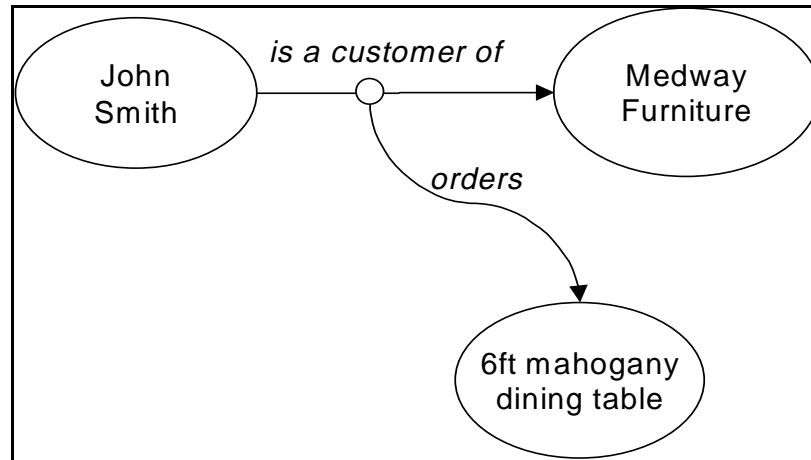 is a customer of
John
Smith
Medway
Furniture
orders
6ft mahogany
dining table